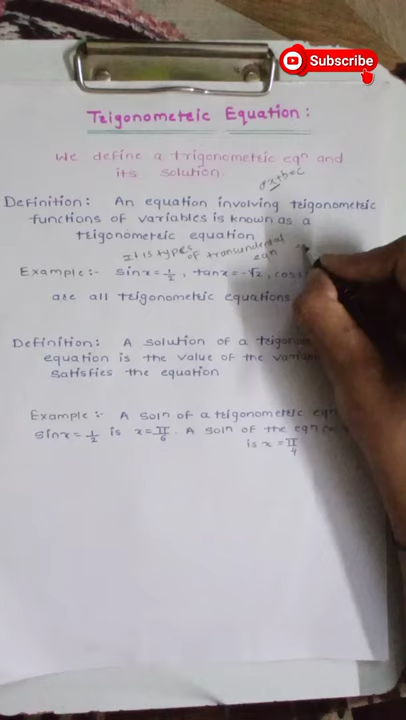 Subscribe
Trigonometric Equation:
We define a trigonometric eqn and
its solution.
ax+b=c
Definition: An equation involving trigonometric
functions of variables is known as a
trigonometric equation
It is types of transundental eqn
Example:- sinx=1/2, tanx=-√2, cos
are all trigonometric equations
Definition: A solution of a trigonom
equation is the value of the variab
satisfies the equation
Example:- A soln of a trigonometric eqn
sinx=1/2 is x=π/6. A soln of the eqn
is x=π/4